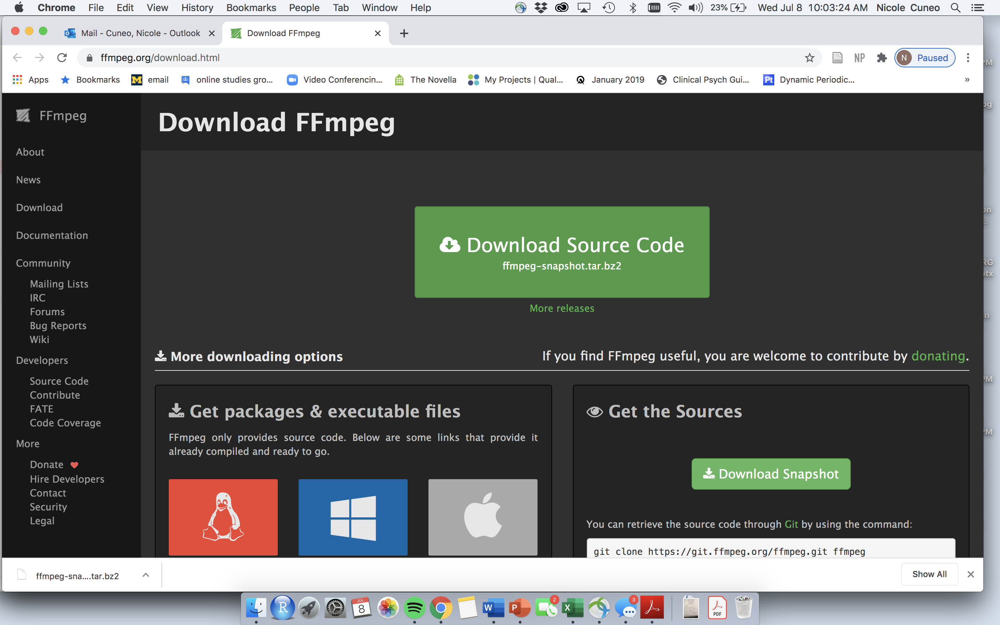 Chrome File Edit View History Bookmarks People Tab Window Help 23% Wed Jul 8 10:03:24 AM Nicole Cuneo
Mail - Cuneo, Nicole - Outlook Download FFmpeg
ffmpeg.org/download.html NP N Paused
Apps Bookmarks email online studies gro... Video Conferencin... The Novella My Projects | Qual... January 2019 Clinical Psych Gui... Pt Dynamic Periodic... »
FFmpeg
About
News
Download
Documentation
Community
Mailing Lists
IRC
Forums
Bug Reports
Wiki
Developers
Source Code
Contribute
FATE
Code Coverage
More
Donate
Hire Developers
Contact
Security
Legal
Download FFmpeg
Download Source Code
ffmpeg-snapshot.tar.bz2
More releases
More downloading options
If you find FFmpeg useful, you are welcome to contribute by donating.
Get packages & executable files
FFmpeg only provides source code. Below are some links that provide it
already compiled and ready to go.
Get the Sources
Download Snapshot
You can retrieve the source code through Git by using the command:
git clone https://git.ffmpeg.org/ffmpeg.git ffmpeg
ffmpeg-sna....tar.bz2
Show All
R
JUL
8
W
P
2
X
3
PDF